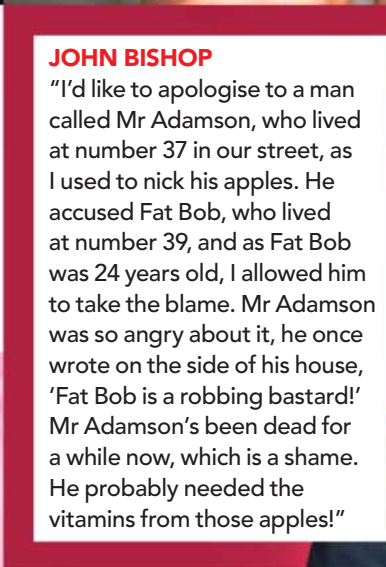 JOHN BISHOP
“I’d like to apologise to a man
called Mr Adamson, who lived
at number 37 in our street, as
I used to nick his apples. He
accused Fat Bob, who lived
at number 39, and as Fat Bob
was 24 years old, I allowed him
to take the blame. Mr Adamson
was so angry about it, he once
wrote on the side of his house,
‘Fat Bob is a robbing bastard!’
Mr Adamson’s been dead for
a while now, which is a shame.
He probably needed the
vitamins from those apples!”